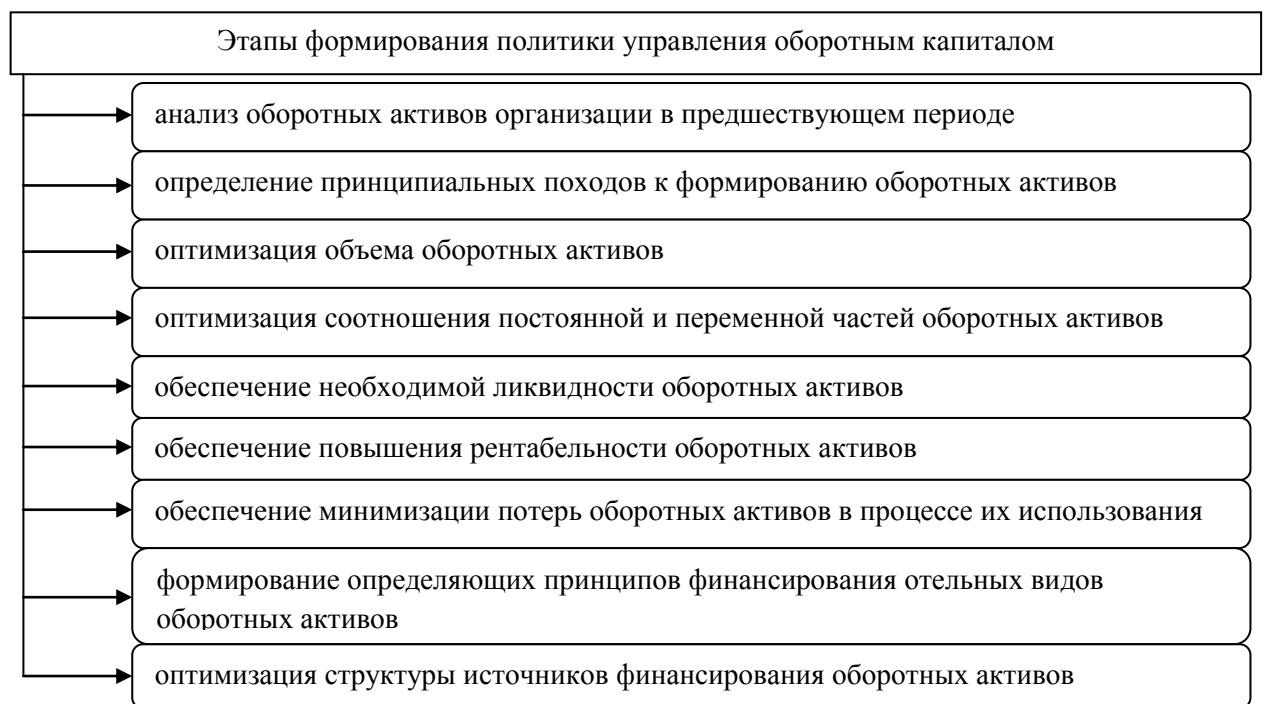 Этапы формирования политики управления оборотным капиталом
анализ оборотных активов организации в предшествующем периоде
определение принципиальных походов к формированию оборотных активов
оптимизация объема оборотных активов
оптимизация соотношения постоянной и переменной частей оборотных активов
обеспечение необходимой ликвидности оборотных активов
обеспечение повышения рентабельности оборотных активов
обеспечение минимизации потерь оборотных активов в процессе их использования
формирование определяющих принципов финансирования отельных видов
оборотных активов
оптимизация структуры источников финансирования оборотных активов